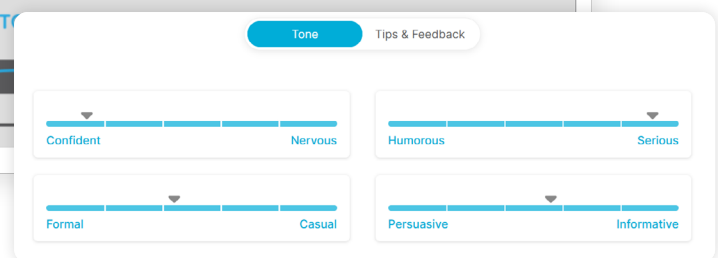 Tone Tips & Feedback
Confident Nervous
Humorous Serious
Formal Casual
Persuasive Informative